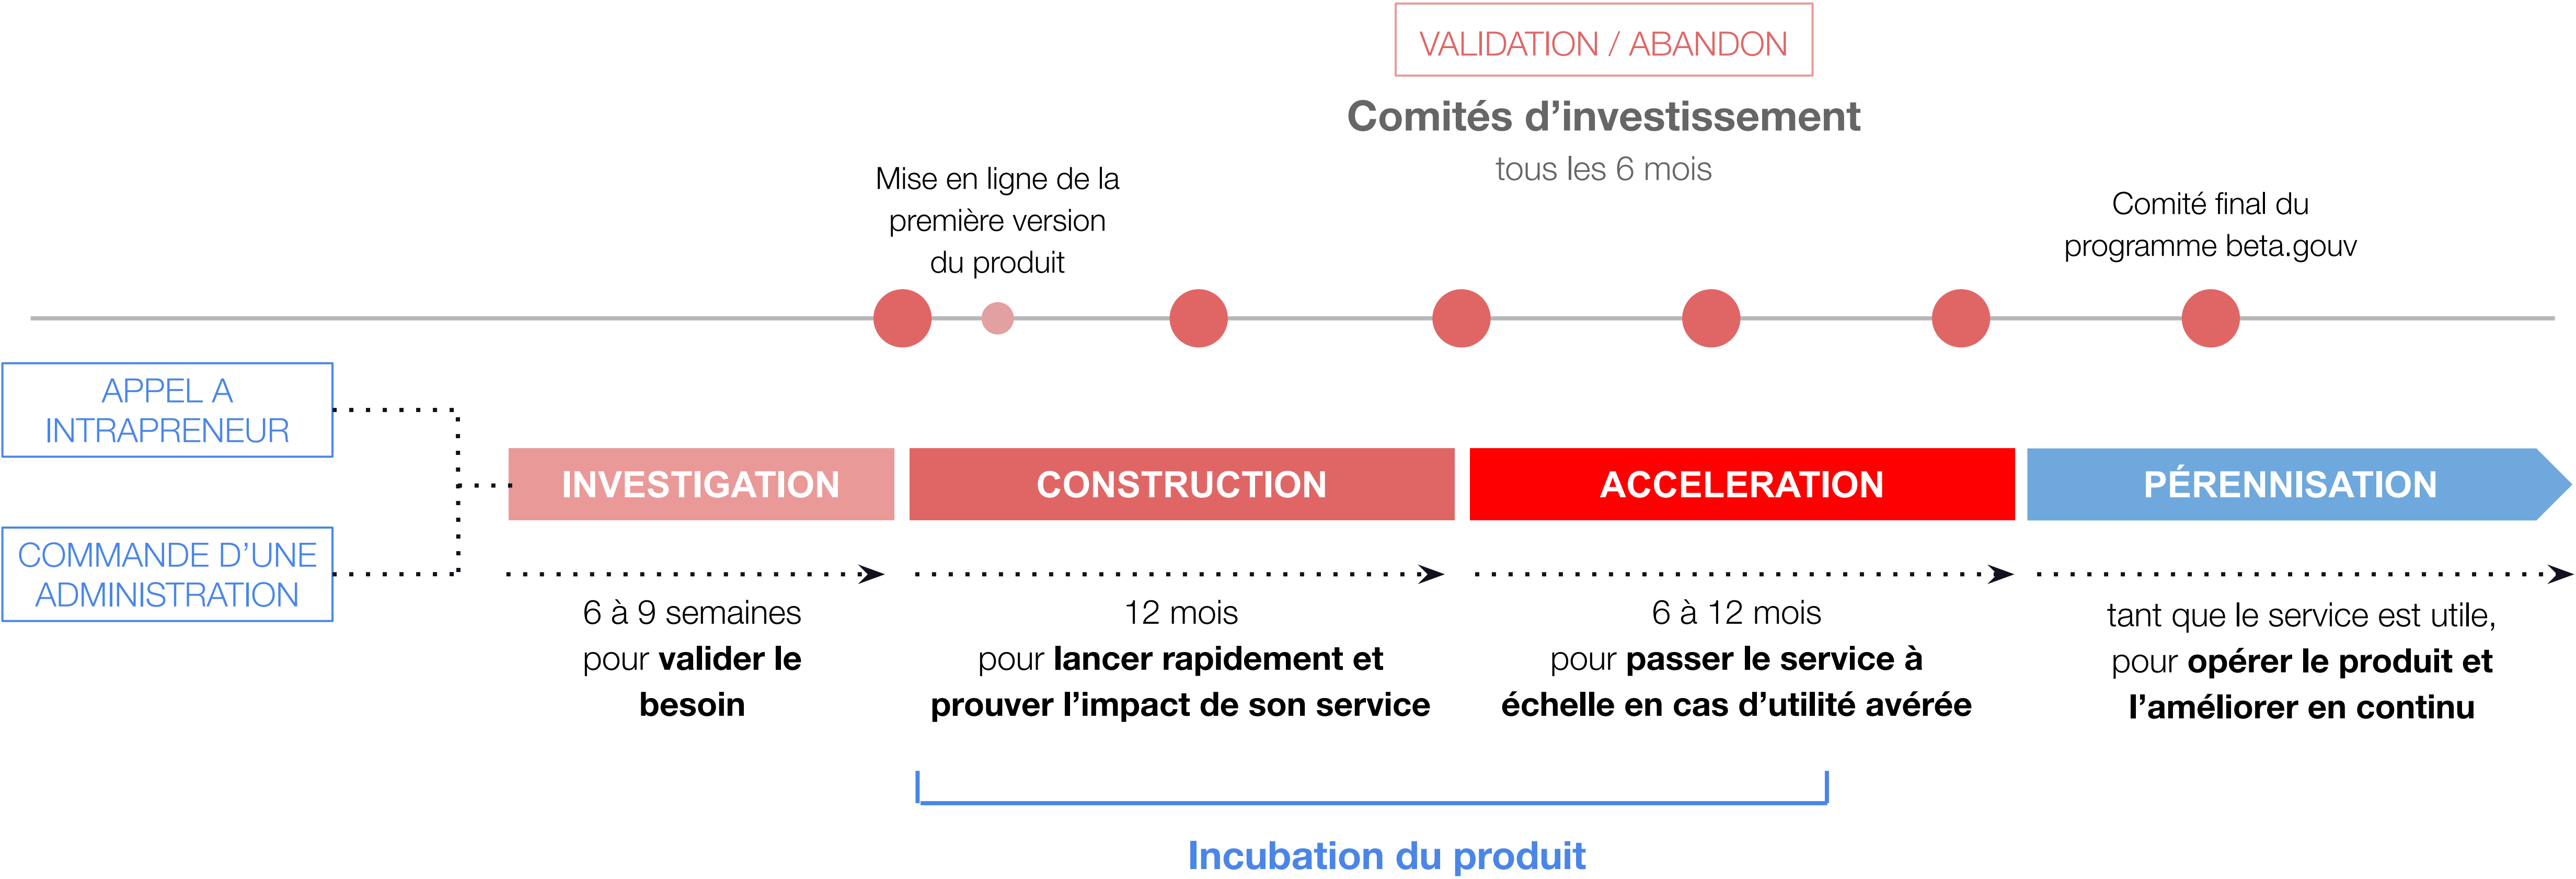 VALIDATION / ABANDON
Comités d’investissement
tous les 6 mois
Mise en ligne de la
première version
du produit
Comité final du
programme beta.gouv
APPEL A
INTRAPRENEUR
COMMANDE D’UNE
ADMINISTRATION
INVESTIGATION
CONSTRUCTION
ACCELERATION
PÉRENNISATION
6 à 9 semaines
pour valider le
besoin
12 mois
pour lancer rapidement et
prouver l’impact de son service
6 à 12 mois
pour passer le service à
échelle en cas d’utilité avérée
tant que le service est utile,
pour opérer le produit et
l’améliorer en continu
Incubation du produit